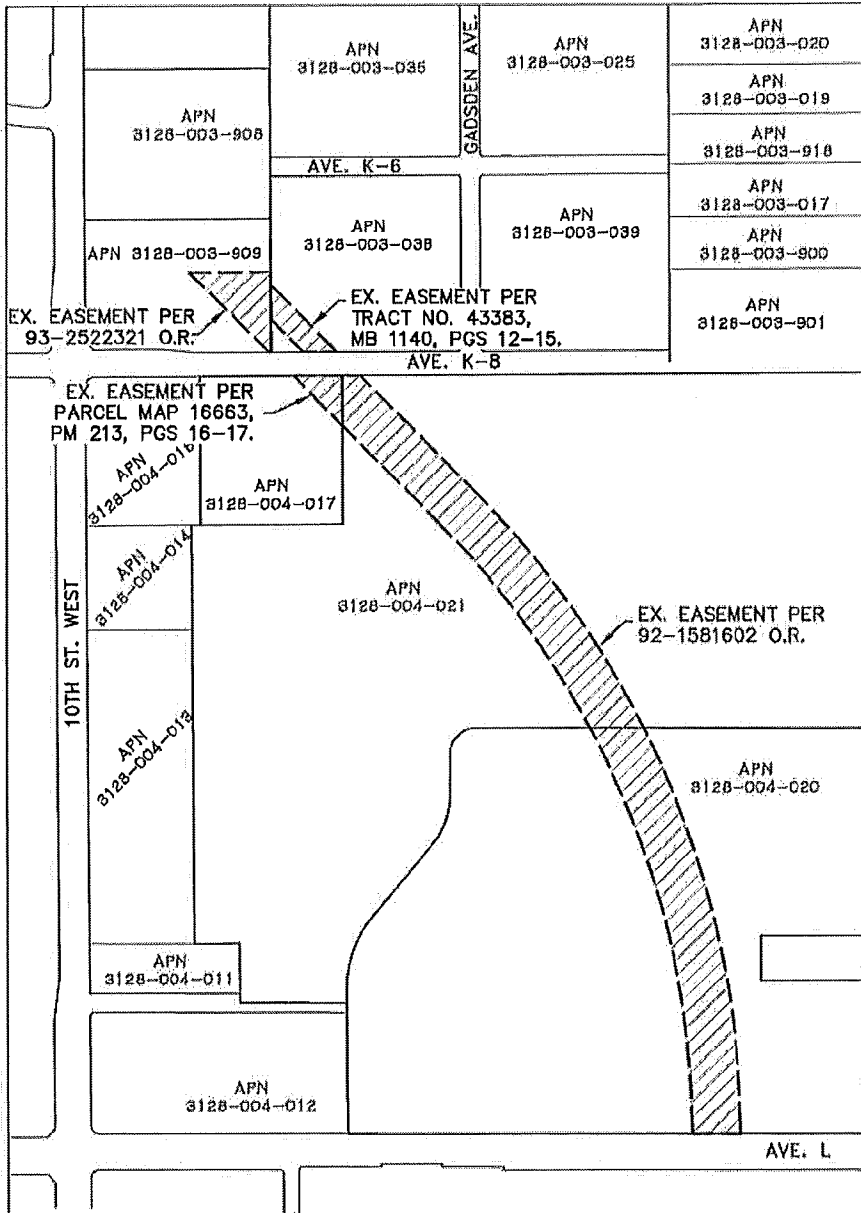 APN
3128-003-036
GADSDEN AVE.
APN
3128-003-025
APN
3128-003-020
APN
3128-003-019
APN
3128-003-908
APN
3128-003-918
AVE. K-6
APN
3128-003-017
APN
3128-003-038
APN
3128-003-039
APN
3128-003-900
APN 3128-003-909
EX. EASEMENT PER
93-2522321 O.R.
EX. EASEMENT PER
TRACT NO. 43383,
MB 1140, PGS 12-15.
APN
3128-003-901
AVE. K-8
EX. EASEMENT PER
PARCEL MAP 16663,
PM 213, PGS 16-17.
APN
APN
3128-004-017
APN
3128-004-014
APN
3128-004-021
EX. EASEMENT PER
92-1581602 O.R.
10TH ST. WEST
APN
3128-004-013
APN
3128-004-020
APN
3128-004-011
APN
3128-004-012
AVE. L